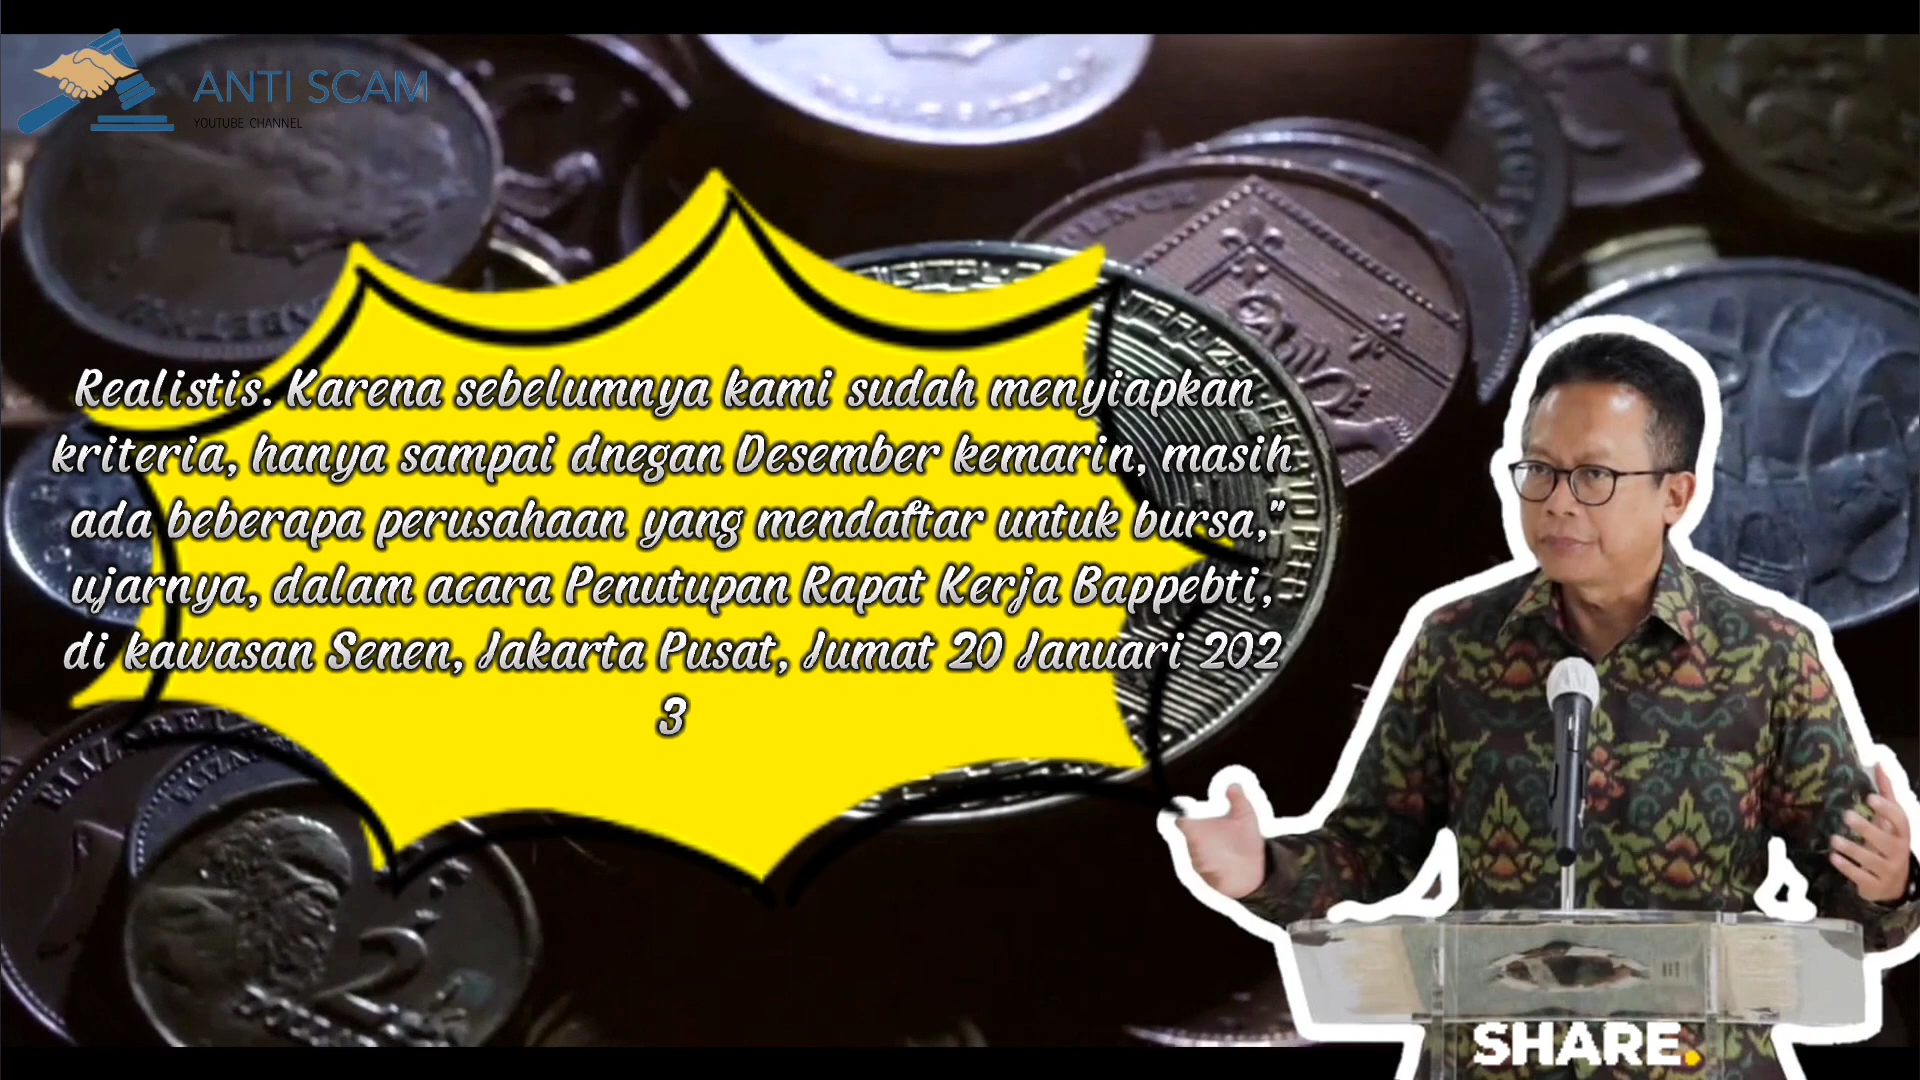 ANTI SCAM
YOUTUBE CHANNEL
Realistis. Karena sebelumnya kami sudah menyiapkan
kriteria, hanya sampai dnegan Desember kemarin, masih
ada beberapa perusahaan yang mendaftar untuk bursa,"
ujarnya, dalam acara Penutupan Rapat Kerja Bappebti,
di kawasan Senen, Jakarta Pusat, Jumat 20 Januari 202
3
SHARE.